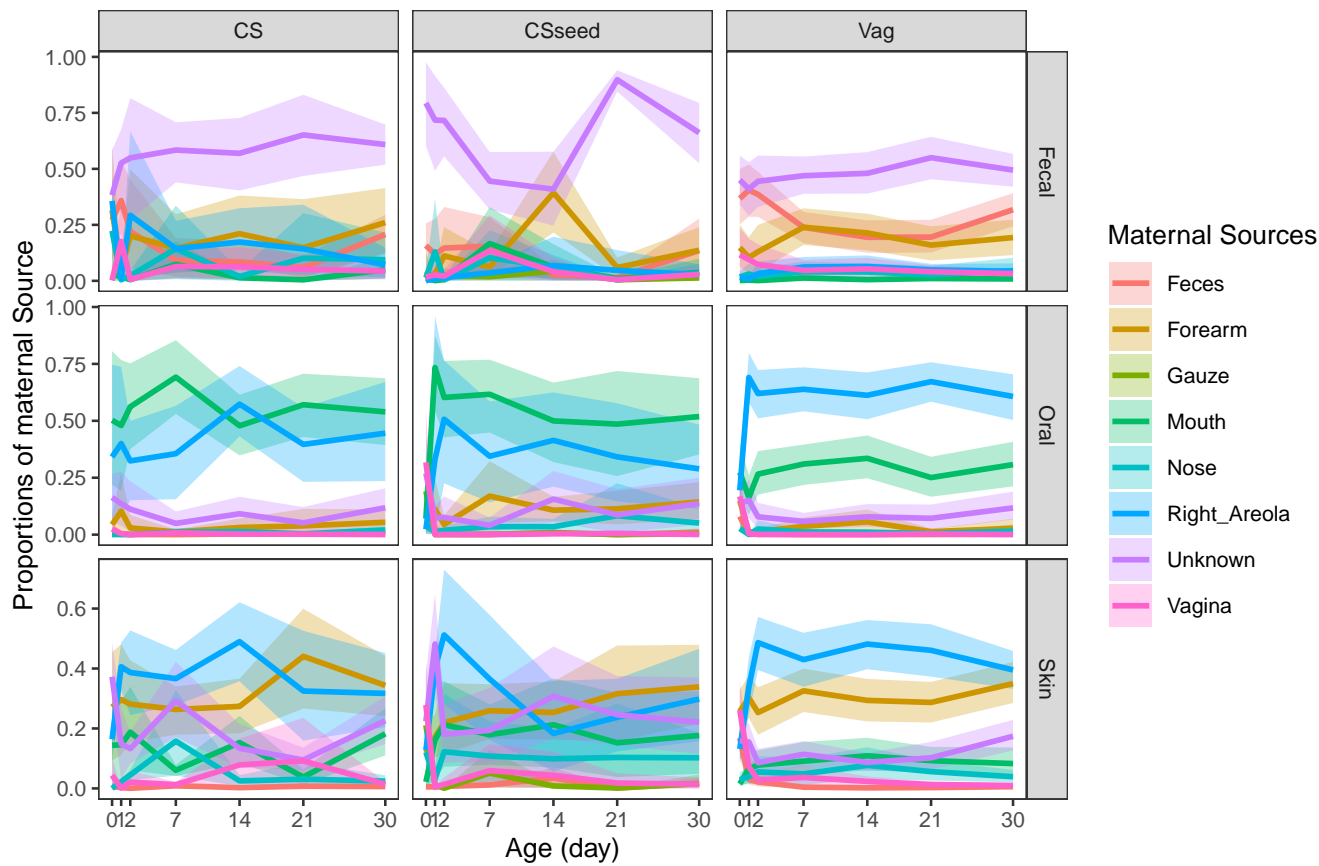 CS CSseed Vag
1.00
0.75
0.50
0.25
0.00
Fecal
1.00
0.75
0.50
0.25
0.00
Oral
0.6
0.4
0.2
0.0
Skin
0 1 2 7 14 21 30 0 1 2 7 14 21 30 0 1 2 7 14 21 30
Age (day)
Proportions of maternal Source
Maternal Sources
Feces
Forearm
Gauze
Mouth
Nose
Right_Areola
Unknown
Vagina